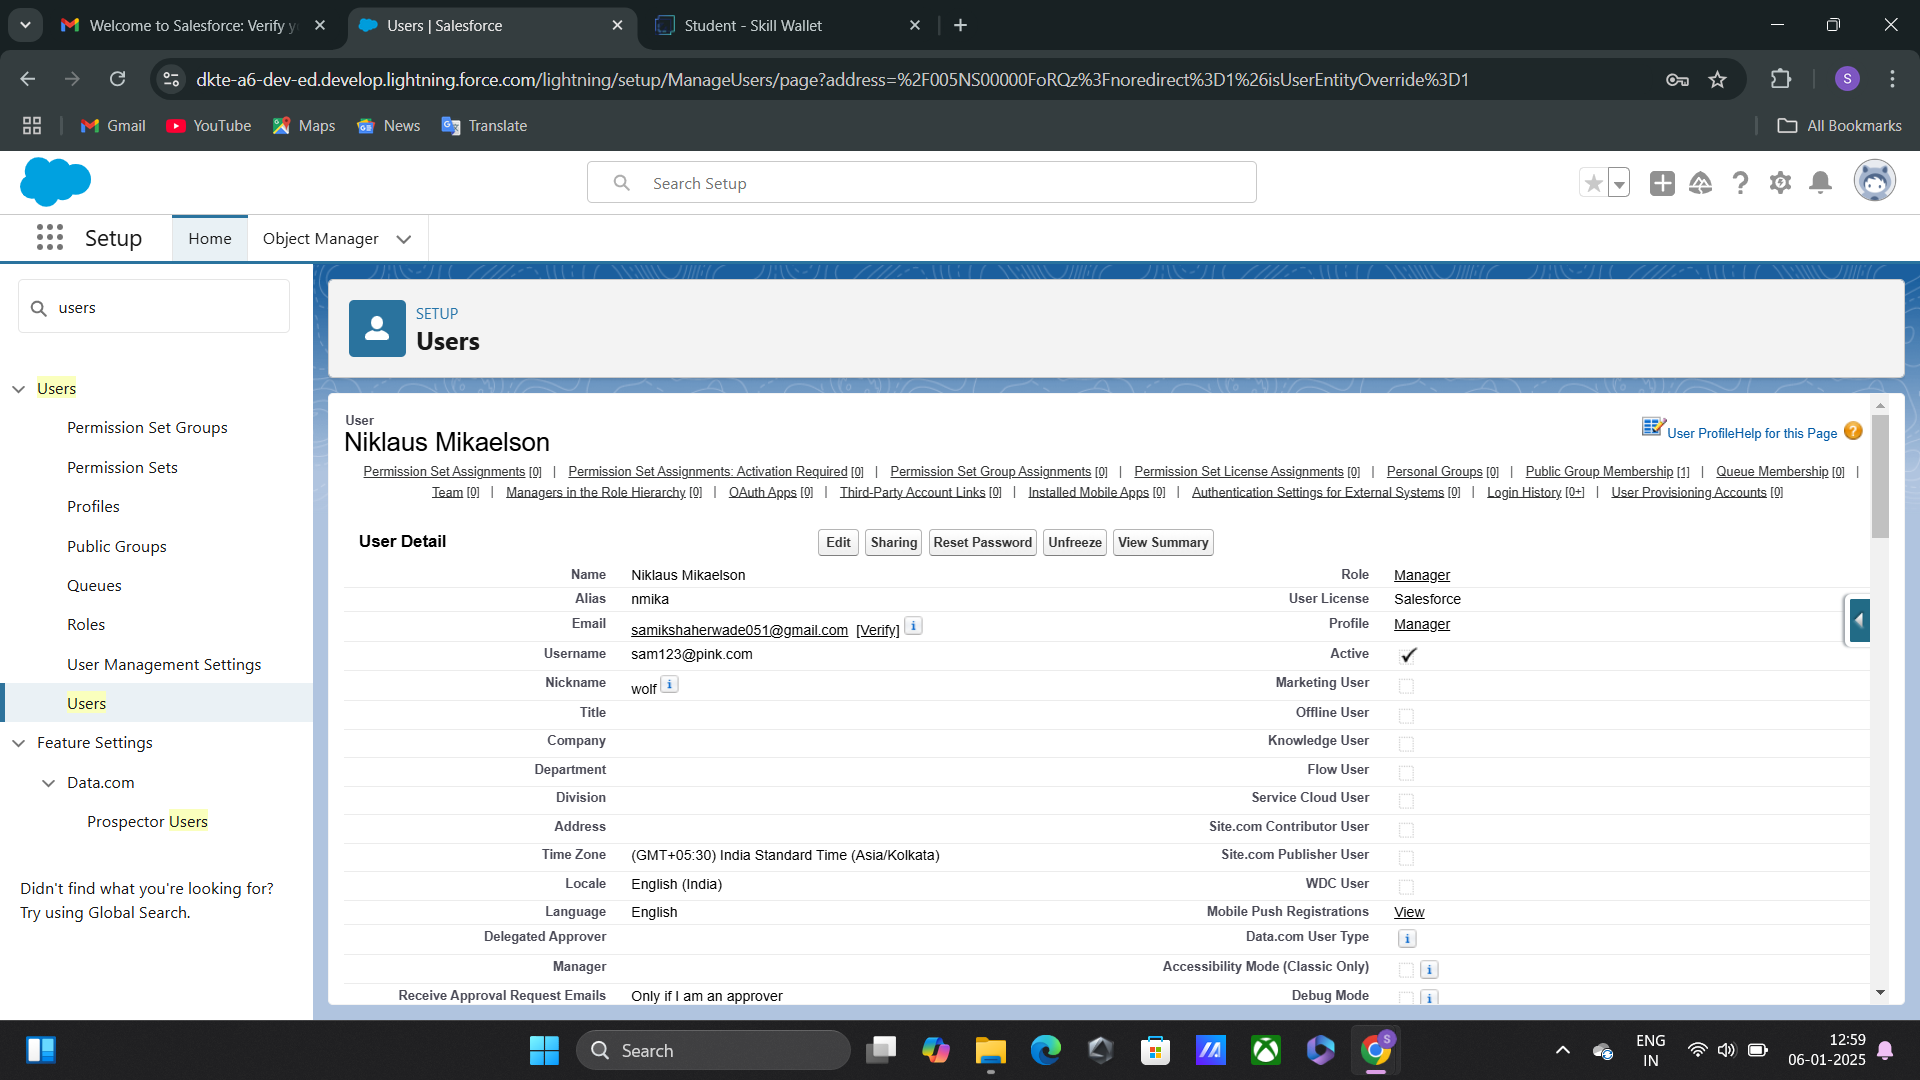 Welcome to Salesforce: Verify y
Users | Salesforce
Student - Skill Wallet
dkte-a6-dev-ed.develop.lightning.force.com/lightning/setup/ManageUsers/page?address=%2F005NS00000FoRQz%3Fnoredirect%3D1%26isUserEntityOverride%3D1
S
Gmail
YouTube
Maps
News
Translate
All Bookmarks
Search Setup
Setup
Home
Object Manager
users
SETUP
Users
Users
Permission Set Groups
Permission Sets
Profiles
Public Groups
Queues
Roles
User Management Settings
Users
Feature Settings
Data.com
Prospector Users
Didn't find what you're looking for?
Try using Global Search.
User
Niklaus Mikaelson
User Profile Help for this Page
Permission Set Assignments [0] | Permission Set Assignments: Activation Required [0] | Permission Set Group Assignments [0] | Permission Set License Assignments [0] | Personal Groups [0] | Public Group Membership [1] | Queue Membership [0] |
Team [0] | Managers in the Role Hierarchy [0] | OAuth Apps [0] | Third-Party Account Links [0] | Installed Mobile Apps [0] | Authentication Settings for External Systems [0] | Login History [0+] | User Provisioning Accounts [0]
User Detail
Edit Sharing Reset Password Unfreeze View Summary
Name Niklaus Mikaelson Role Manager
Alias nmika User License Salesforce
Email samikshaherwade051@gmail.com [Verify] Profile Manager
Username sam123@pink.com Active
Nickname wolf Marketing User
Title Offline User
Company Knowledge User
Department Flow User
Division Service Cloud User
Address Site.com Contributor User
Time Zone (GMT+05:30) India Standard Time (Asia/Kolkata) Site.com Publisher User
Locale English (India) WDC User
Language English Mobile Push Registrations View
Delegated Approver Data.com User Type
Manager Accessibility Mode (Classic Only)
Receive Approval Request Emails Only if I am an approver Debug Mode
Search
ENG
IN
12:59
06-01-2025